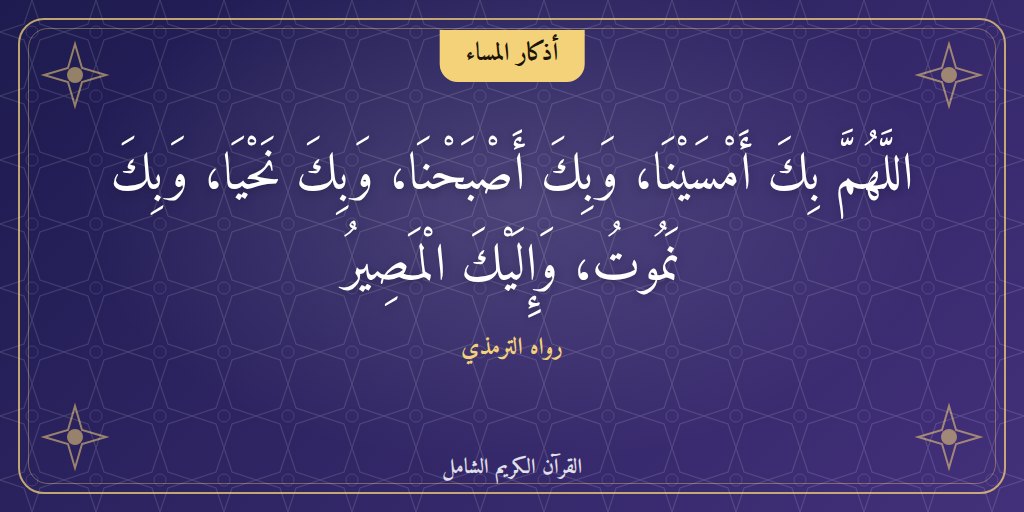 أذكار المساء
اللَّهُمَّ بِكَ أَمْسَيْنَا، وَبِكَ أَصْبَحْنَا، وَبِكَ نَحْيَا، وَبِكَ
نَمُوتُ، وَإِلَيْكَ الْمَصِيرُ
رواه الترمذي
القرآن الكريم الشامل